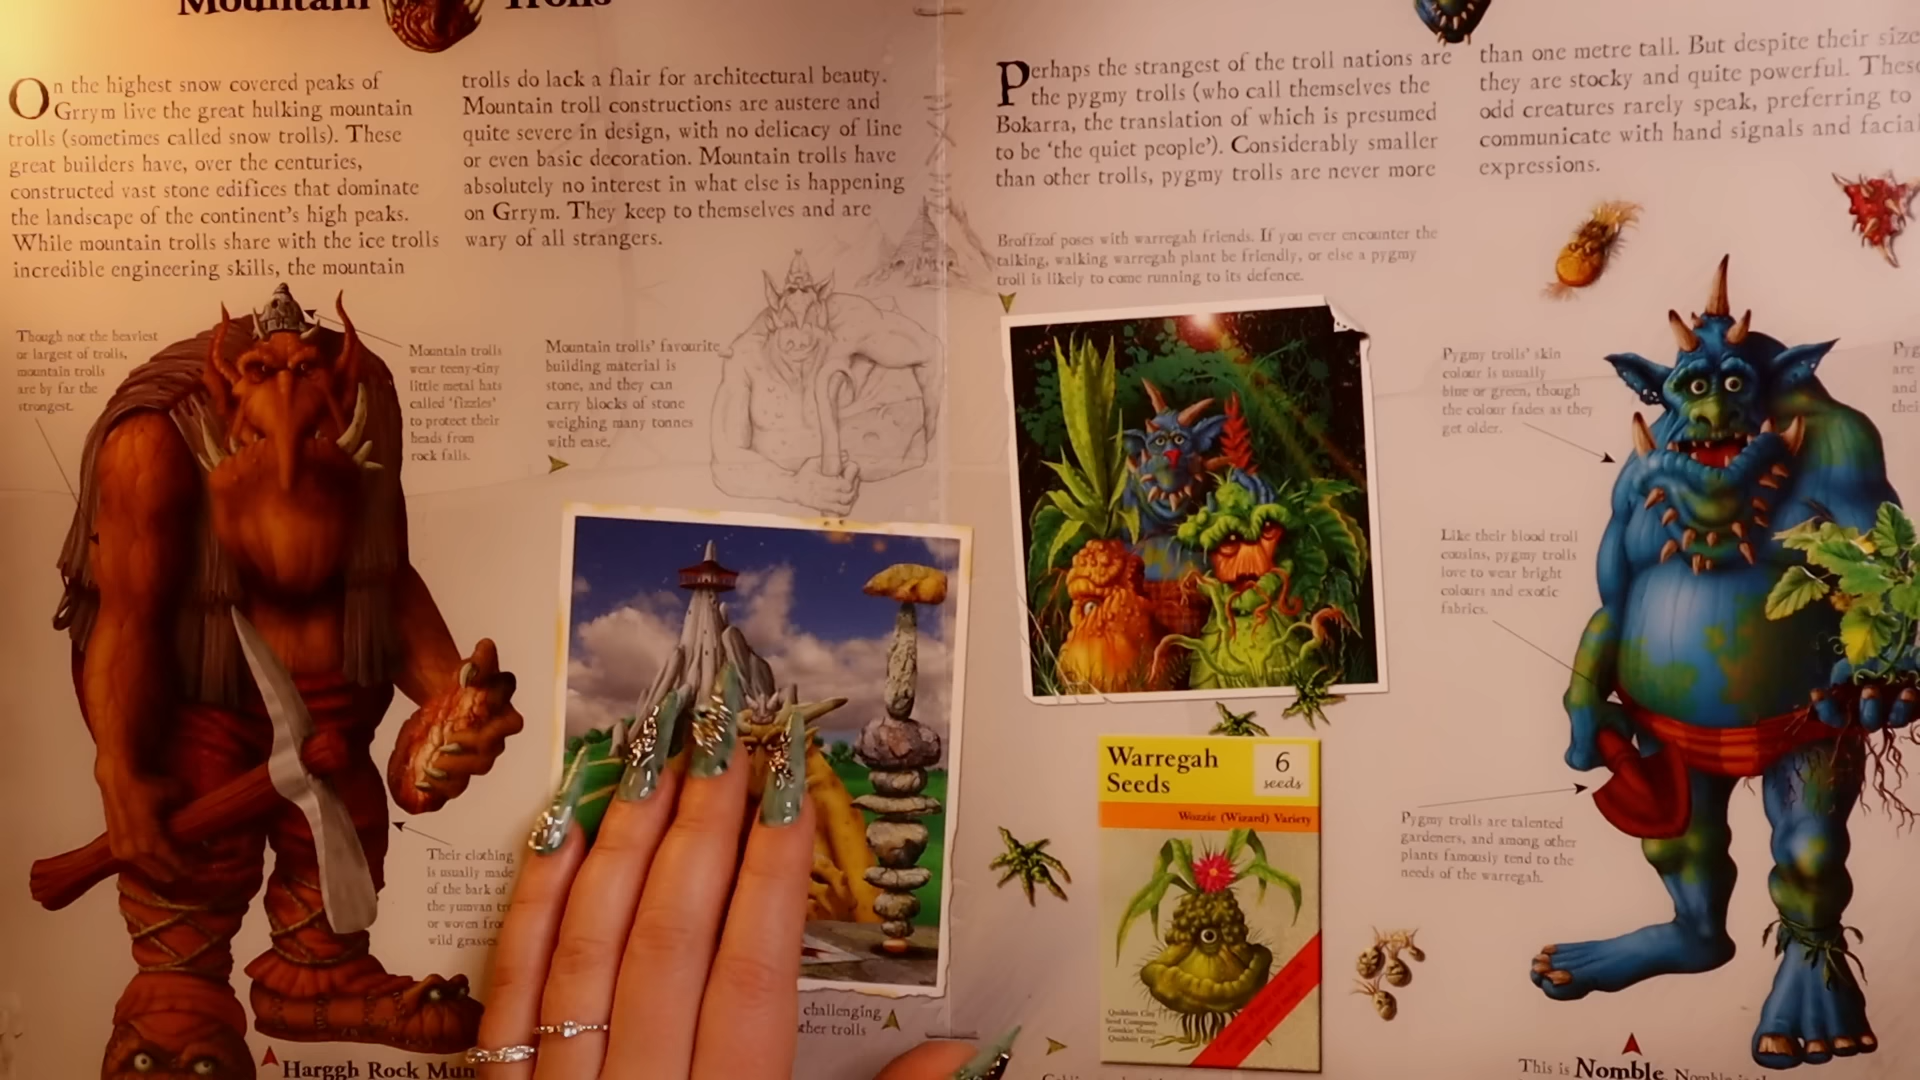 Mountain Trolls
On the highest snow covered peaks of
Grrym live the great hulking mountain
trolls (sometimes called snow trolls). These
great builders have, over the centuries,
constructed vast stone edifices that dominate
the landscape of the continent's high peaks.
While mountain trolls share with the ice trolls
incredible engineering skills, the mountain
trolls do lack a flair for architectural beauty.
Mountain troll constructions are austere and
quite severe in design, with no delicacy of line
or even basic decoration. Mountain trolls have
absolutely no interest in what else is happening
on Grrym. They keep to themselves and are
wary of all strangers.
Though not the heaviest
or largest of trolls,
mountain trolls
are by far the
strongest.
Mountain trolls
wear teeny-tiny
little metal hats
called 'fizzles'
to protect their
heads from
rock falls.
Mountain trolls' favourite
building material is
stone, and they can
carry blocks of stone
weighing many tonnes
with ease.
Their clothing
is usually made
of the bark of
the yumvan
or woven
wild grasses
challenging
trolls
Harggh Rock
Perhaps the strangest of the troll nations are
the pygmy trolls (who call themselves the
Bokarra, the translation of which is presumed
to be 'the quiet people'). Considerably smaller
than other trolls, pygmy trolls are never more
than one metre tall. But despite their size
they are stocky and quite powerful. These
odd creatures rarely speak, preferring to
communicate with hand signals and facial
expressions.
Broffzof poses with warregah friends. If you ever encounter the
talking, walking warregah plant be friendly, or else a pygmy
troll is likely to come running to its defence.
Pygmy trolls' skin
colour is usually
blue or green, though
the colour fades as they
get older.
are
and
Like their blood troll
cousins, pygmy trolls
love to wear bright
colours and exotic
fabrics.
Warregah
Seeds
6
seeds
Wozzie (Wizard) Variety
Quillian City
Seed Company
Gookie Street
Quillian City
Pygmy trolls are talented
gardeners, and among other
plants famously tend to the
needs of the warregah.
This is Nomble.